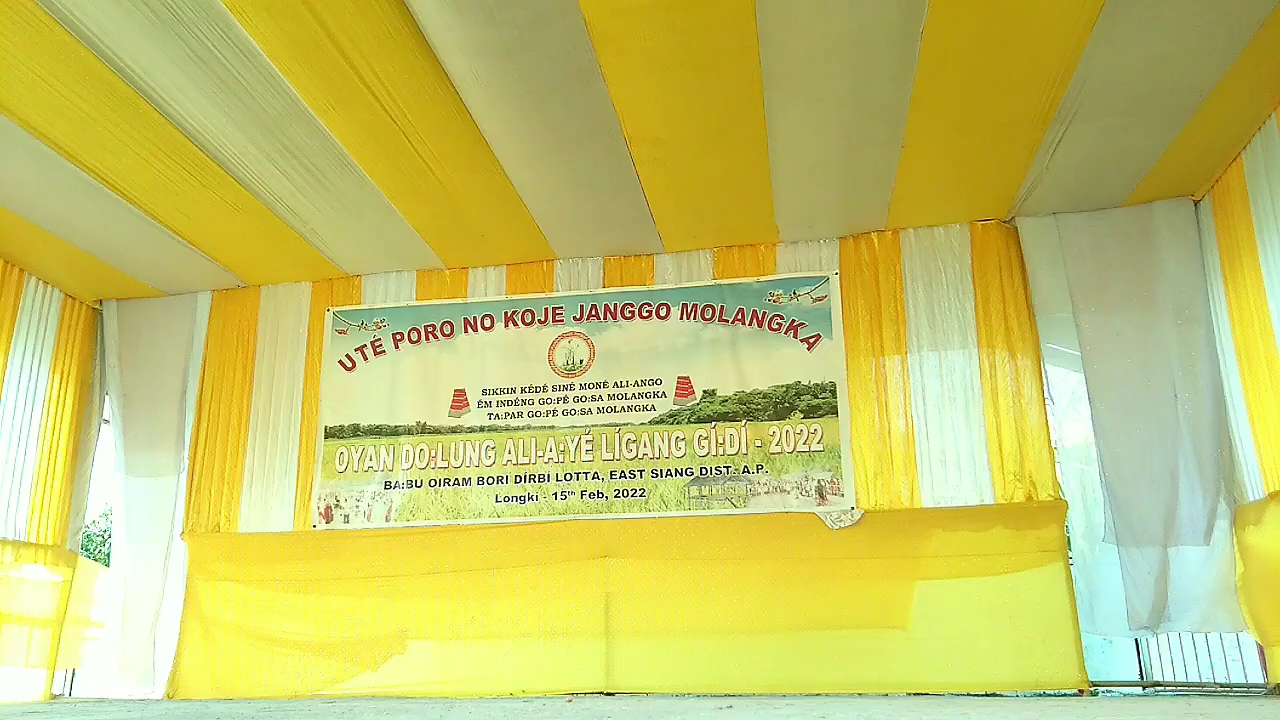 UTÉ PORO NO KOJE JANGGO MOLANGKA
SIKKIN KÉDÉ SINÉ MONÉ ALI-ANGO
ÉM INDÉNG GO:PÉ GO:SA MOLANGKA
TA:PAR GO:PÉ GO:SA MOLANGKA
OYAN DO:LUNG ALI-A:YÉ LÍGANG GÍ:DÍ - 2022
BA:BU OIRAM BORI DÍRBI LOTTA, EAST SIANG DIST. A.P.
Longkí - 15th Feb, 2022